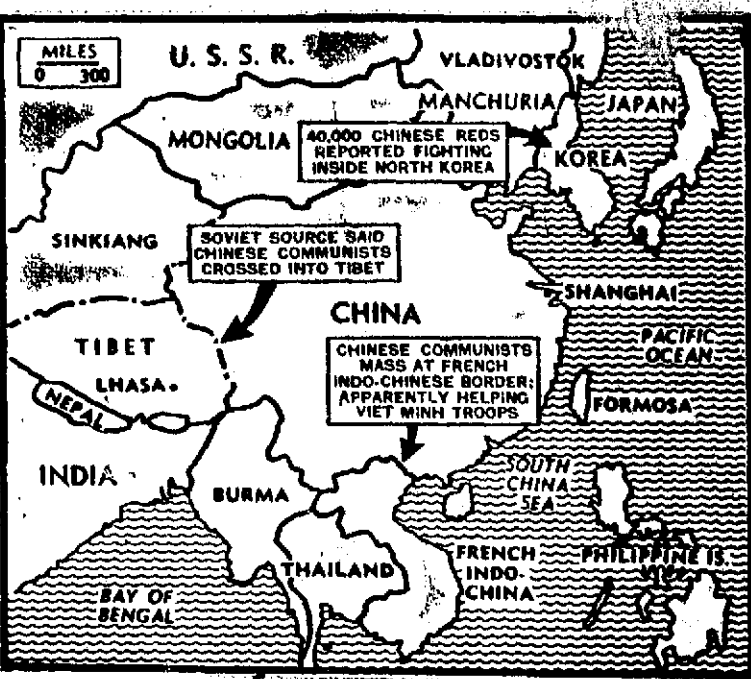 MILES
0 300
U. S. S. R.
VLADIVOSTOK
MANCHURIA
JAPAN
MONGOLIA
40,000 CHINESE REDS
REPORTED FIGHTING
INSIDE NORTH KOREA
KOREA
SINKIANG
SOVIET SOURCE SAID
CHINESE COMMUNISTS
CROSSED INTO TIBET
CHINA
SHANGHAI
PACIFIC
OCEAN
TIBET
LHASA
NEPAL
CHINESE COMMUNISTS
MASS AT FRENCH
INDO-CHINESE BORDER;
APPARENTLY HELPING
VIET MINH TROOPS
FORMOSA
INDIA
BURMA
SOUTH
CHINA
SEA
THAILAND
FRENCH
INDO-
CHINA
PHILIPPINE IS.
BAY OF
BENGAL